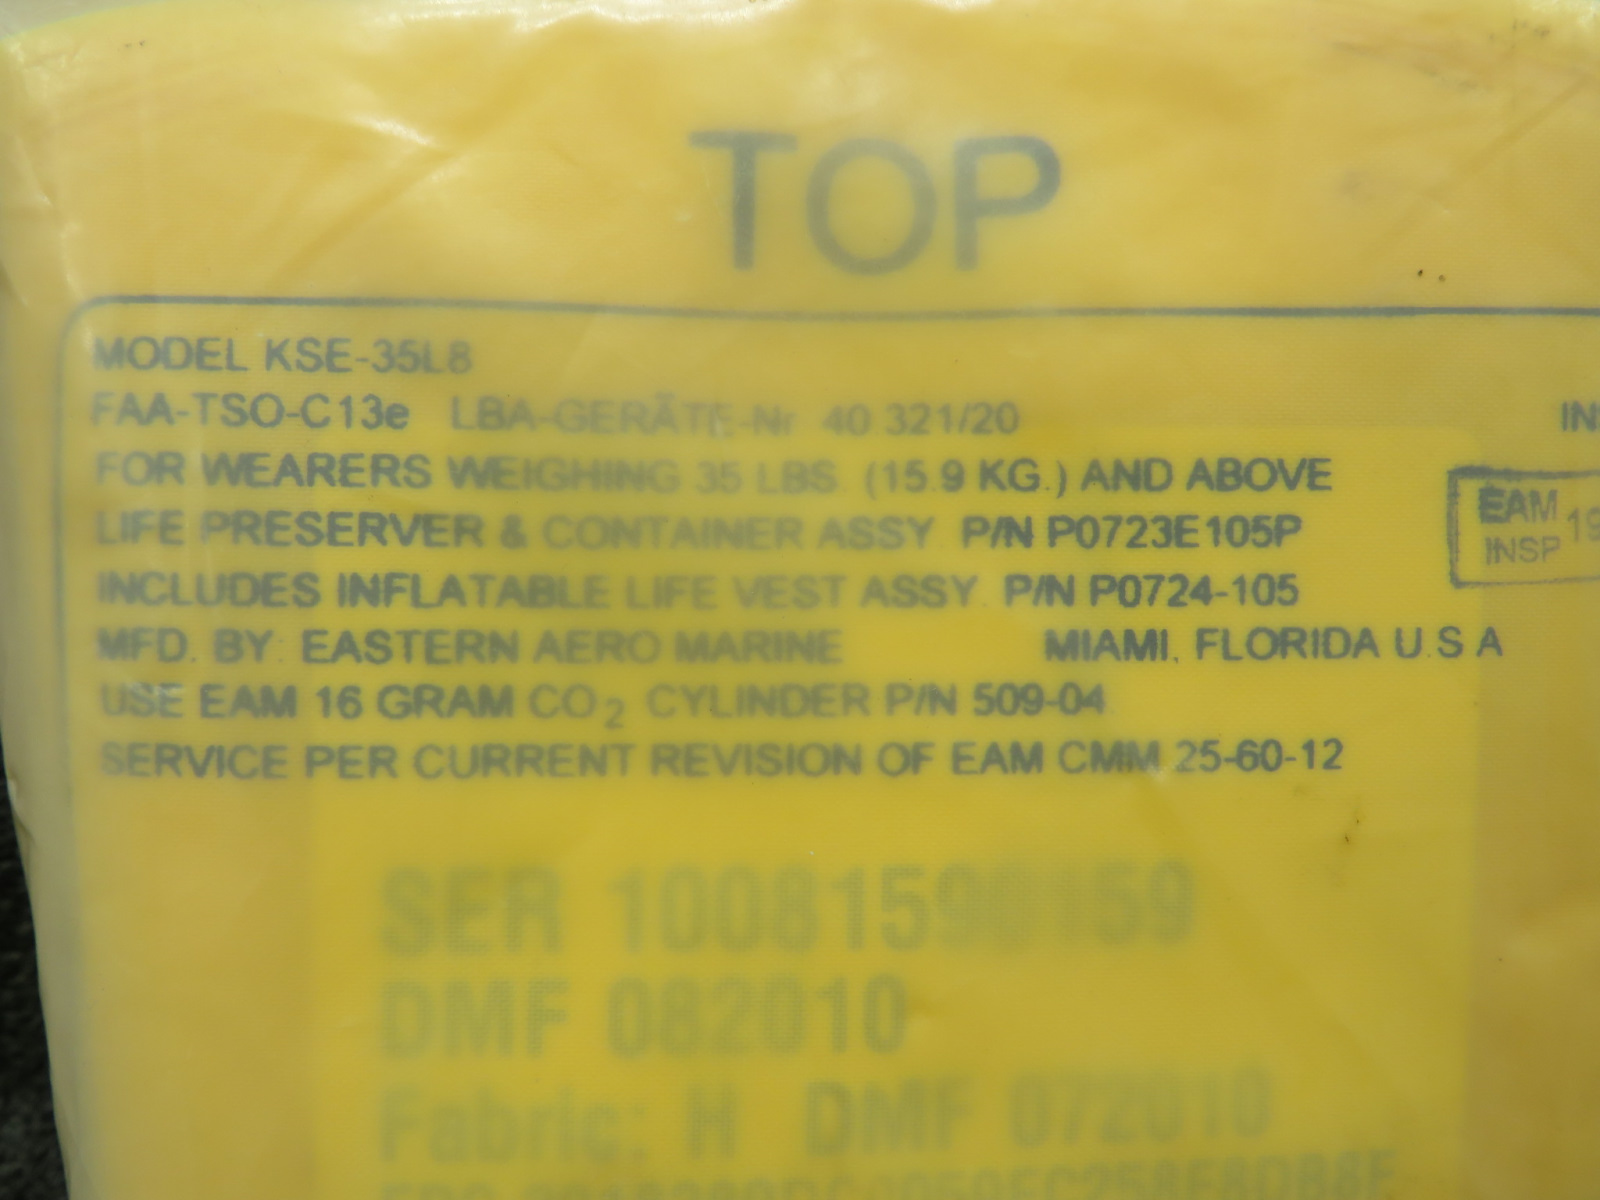 TOP
MODEL KSE-35L8
FAA-TSO-C13e LBA-GERÄTE-Nr 40 321/20
FOR WEARERS WEIGHING 35 LBS. (15.9 KG.) AND ABOVE
LIFE PRESERVER & CONTAINER ASSY. P/N P0723E105P
INCLUDES INFLATABLE LIFE VEST ASSY. P/N P0724-105
MFD. BY: EASTERN AERO MARINE MIAMI, FLORIDA U.S.A
USE EAM 16 GRAM CO2 CYLINDER P/N 509-04
SERVICE PER CURRENT REVISION OF EAM CMM 25-60-12
EAM
INSP
SER
DMF 082010
Fabric: H DMF 072010